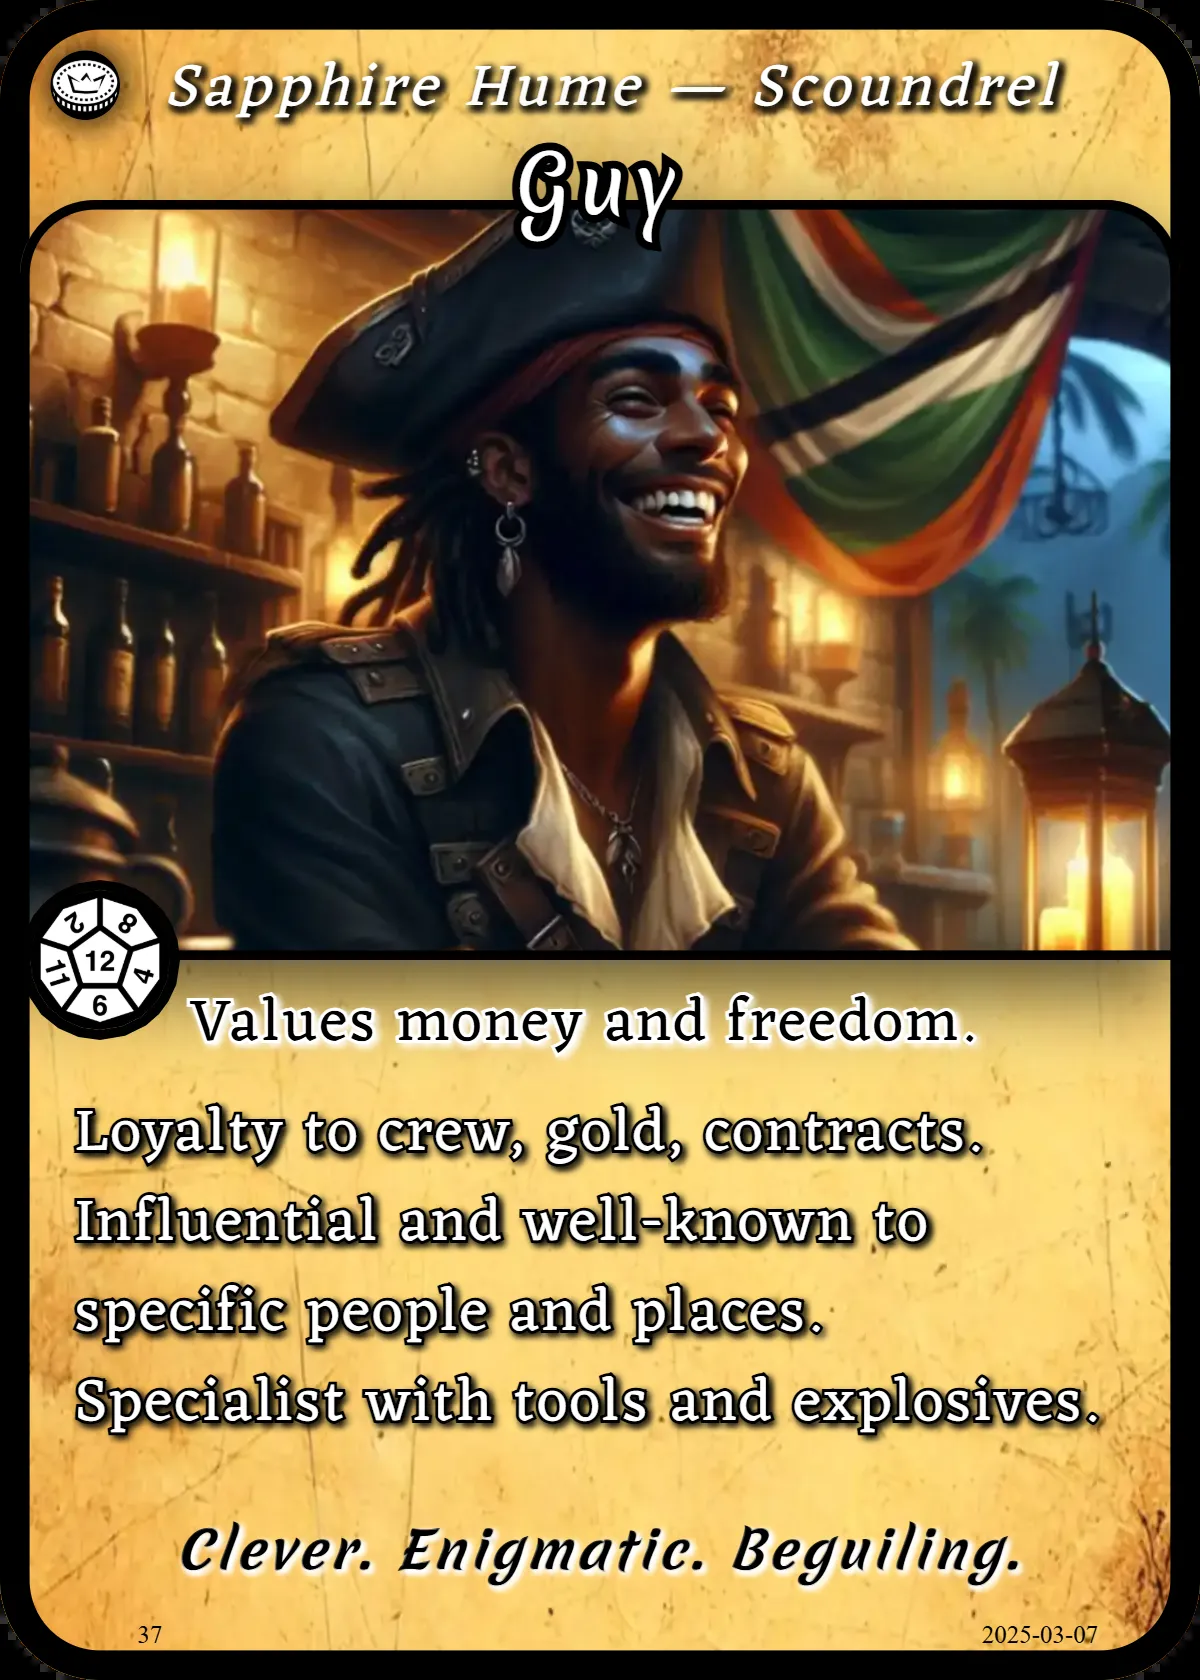 Sapphire Hume — Scoundrel
Guy
2 8
11 12 4
6
Values money and freedom.
Loyalty to crew, gold, contracts.
Influential and well-known to
specific people and places.
Specialist with tools and explosives.
Clever. Enigmatic. Beguiling.
37 2025-03-07